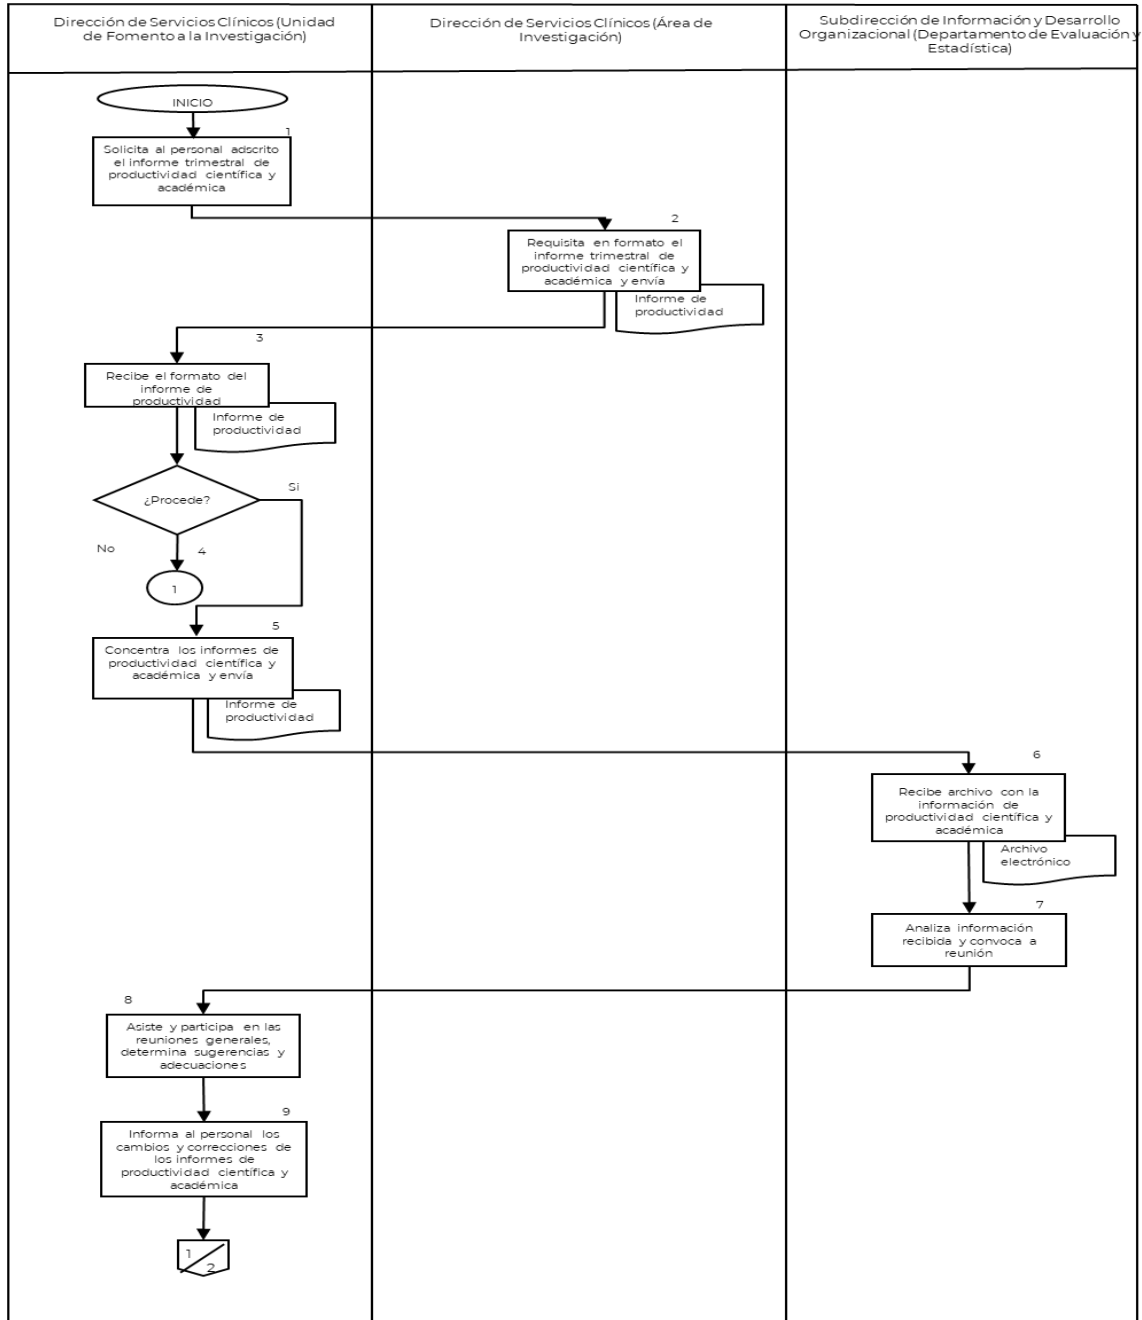 Dirección de Servicios Clínicos (Unidad
de Fomento a la Investigación)
Dirección de Servicios Clínicos (Área de
Investigación)
Subdirección de Información y Desarrollo
Organizacional (Departamento de Evaluación y
Estadística)
INICIO
1
Solicita al personal adscrito
el informe trimestral de
productividad científica y
académica
2
Requisita en formato el
informe trimestral de
productividad científica y
académica y envía
Informe de
productividad
3
Recibe el formato del
informe de
productividad
Informe de
productividad
¿Procede?
Si
No
4
1
5
Concentra los informes de
productividad científica y
académica y envía
Informe de
productividad
6
Recibe archivo con la
información de
productividad científica y
académica
Archivo
electrónico
7
Analiza información
recibida y convoca a
reunión
8
Asiste y participa en las
reuniones generales,
determina sugerencias y
adecuaciones
9
Informa al personal los
cambios y correcciones de
los informes de
productividad científica y
académica
1
2